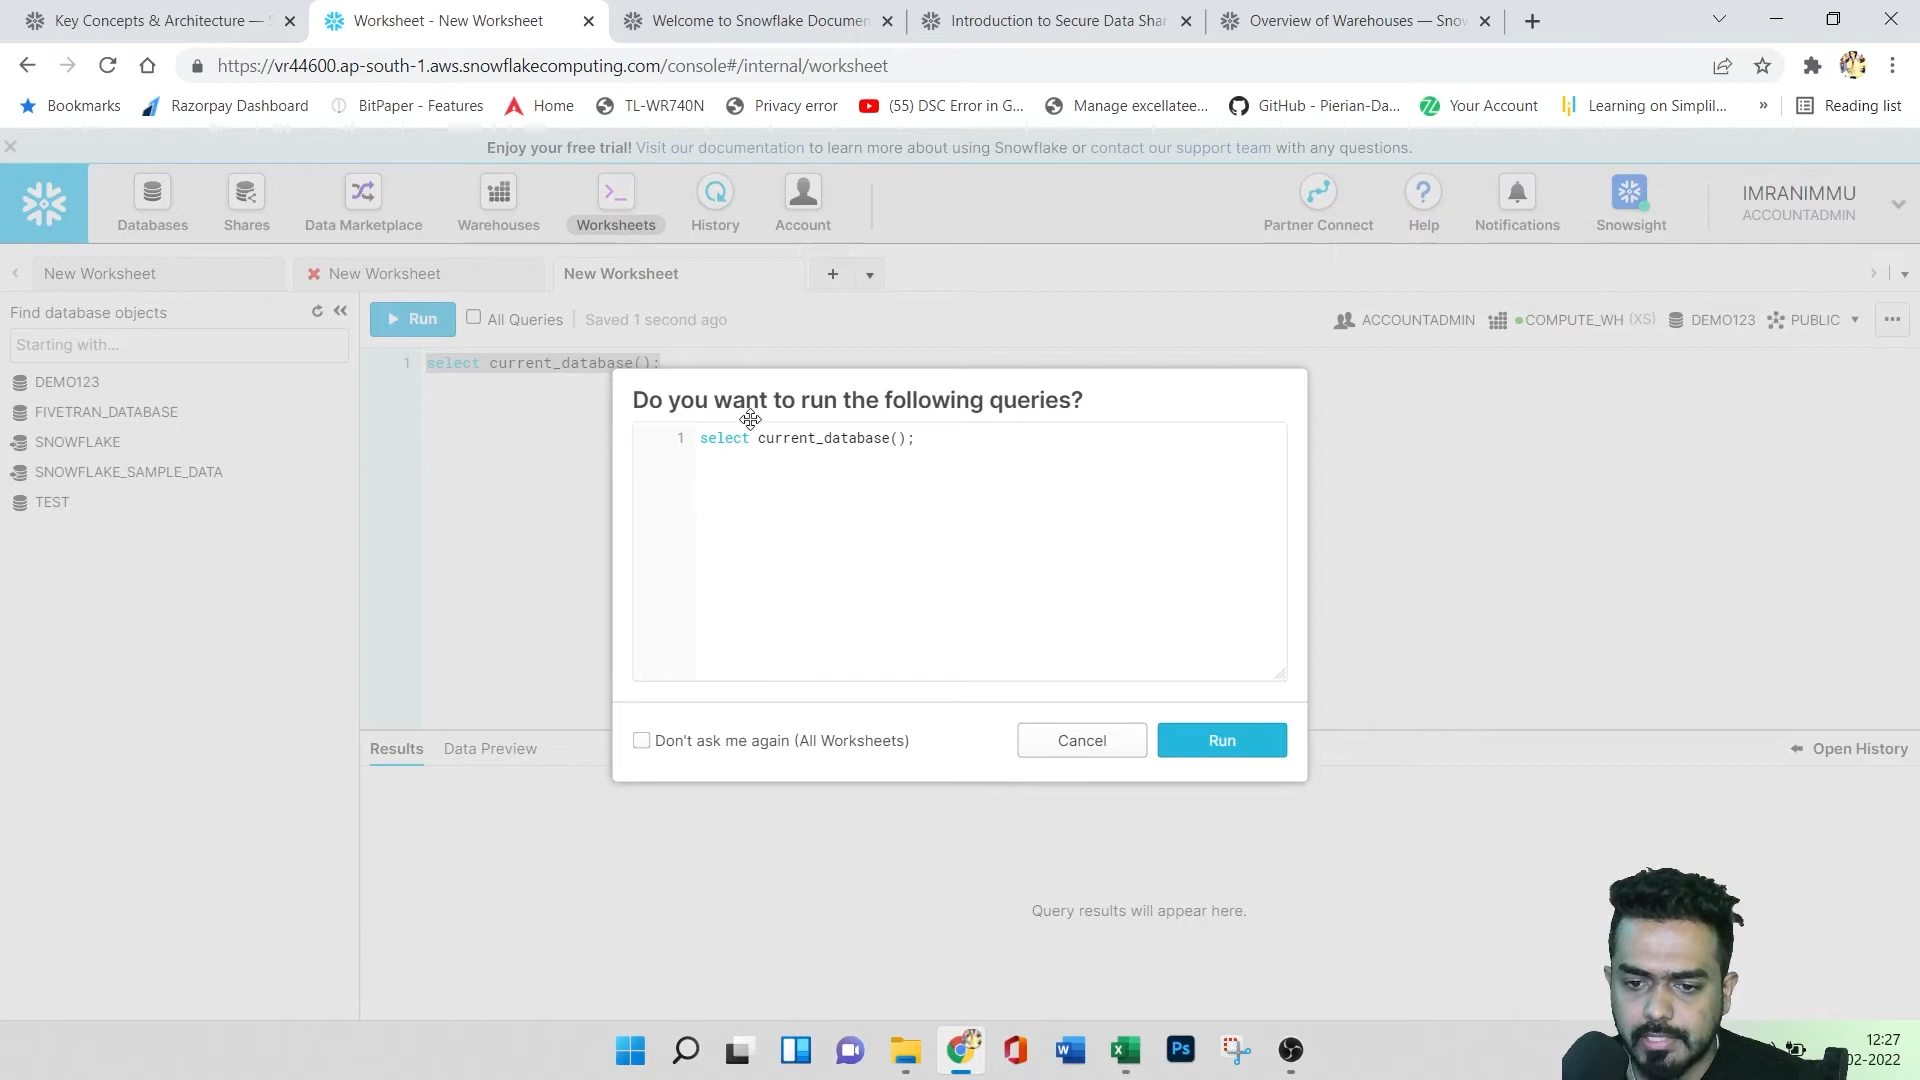 Key Concepts & Architecture —
Worksheet - New Worksheet
Welcome to Snowflake Documen
Introduction to Secure Data Shar
Overview of Warehouses — Snow
https://vr44600.ap-south-1.aws.snowflakecomputing.com/console#/internal/worksheet
Bookmarks
Razorpay Dashboard
BitPaper - Features
Home
TL-WR740N
Privacy error
(55) DSC Error in G...
Manage excellatee...
GitHub - Pierian-Da...
Your Account
Learning on Simplil...
»
Reading list
Enjoy your free trial! Visit our documentation to learn more about using Snowflake or contact our support team with any questions.
Databases
Shares
Data Marketplace
Warehouses
Worksheets
History
Account
Partner Connect
Help
Notifications
Snowsight
IMRANIMMU
ACCOUNTADMIN
New Worksheet
New Worksheet
New Worksheet
Find database objects
Starting with...
DEMO123
FIVETRAN_DATABASE
SNOWFLAKE
SNOWFLAKE_SAMPLE_DATA
TEST
Run
All Queries
Saved 1 second ago
ACCOUNTADMIN
COMPUTE_WH (XS)
DEMO123
PUBLIC
1 select current_database();
Do you want to run the following queries?
1 select current_database();
Don't ask me again (All Worksheets)
Cancel
Run
Results
Data Preview
Open History
Query results will appear here.
Ps
12:27
02-2022